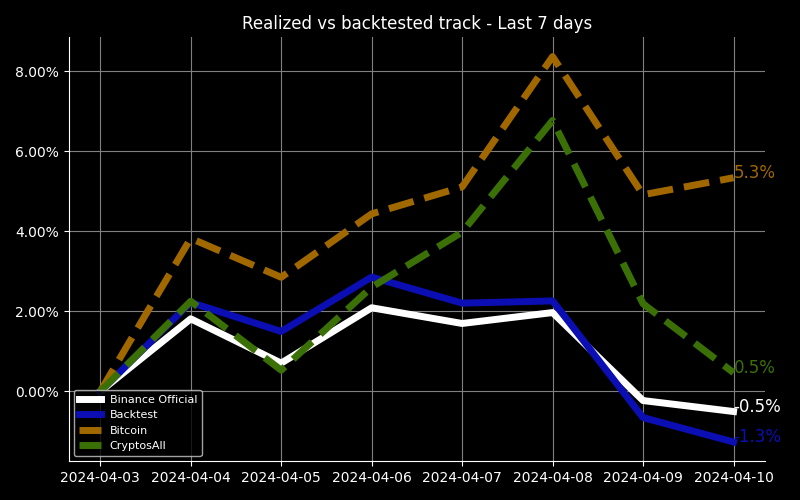 Realized vs backtested track - Last 7 days
8.00%
6.00%
4.00%
2.00%
0.00%
5.3%
0.5%
-0.5%
-1.3%
Binance Official
Backtest
Bitcoin
CryptosAll
2024-04-03 2024-04-04 2024-04-05 2024-04-06 2024-04-07 2024-04-08 2024-04-09 2024-04-10